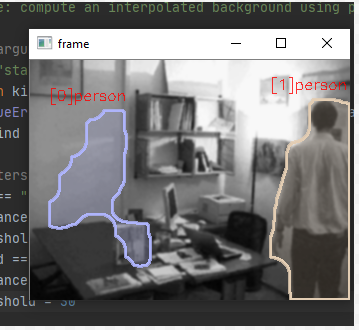 e: compute an interpolated background using p
frame
argu
"sta
n ki
ueEr
ind
[0]person
[1]person
ters
== "
ance
shol
d ==
ance
shold = 30